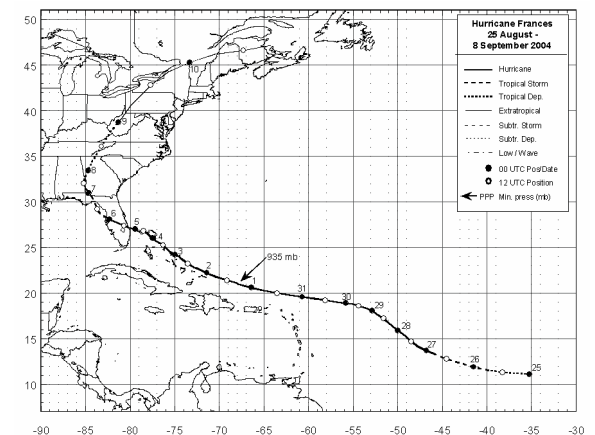 50
45
40
35
30
25
20
15
10
-90
-85
-80
-75
-70
-65
-60
-55
-50
-45
-40
-35
-30
Hurricane Frances
25 August -
8 September 2004
Hurricane
Tropical Storm
Tropical Dep.
Extratropical
Subtr. Storm
Subtr. Dep.
Low / Wave
00 UTC Pos/Date
12 UTC Position
PPP Min. press (mb)
10
9
8
7
6
5
4
3
2
935 mb
1
31
30
29
28
27
26
25